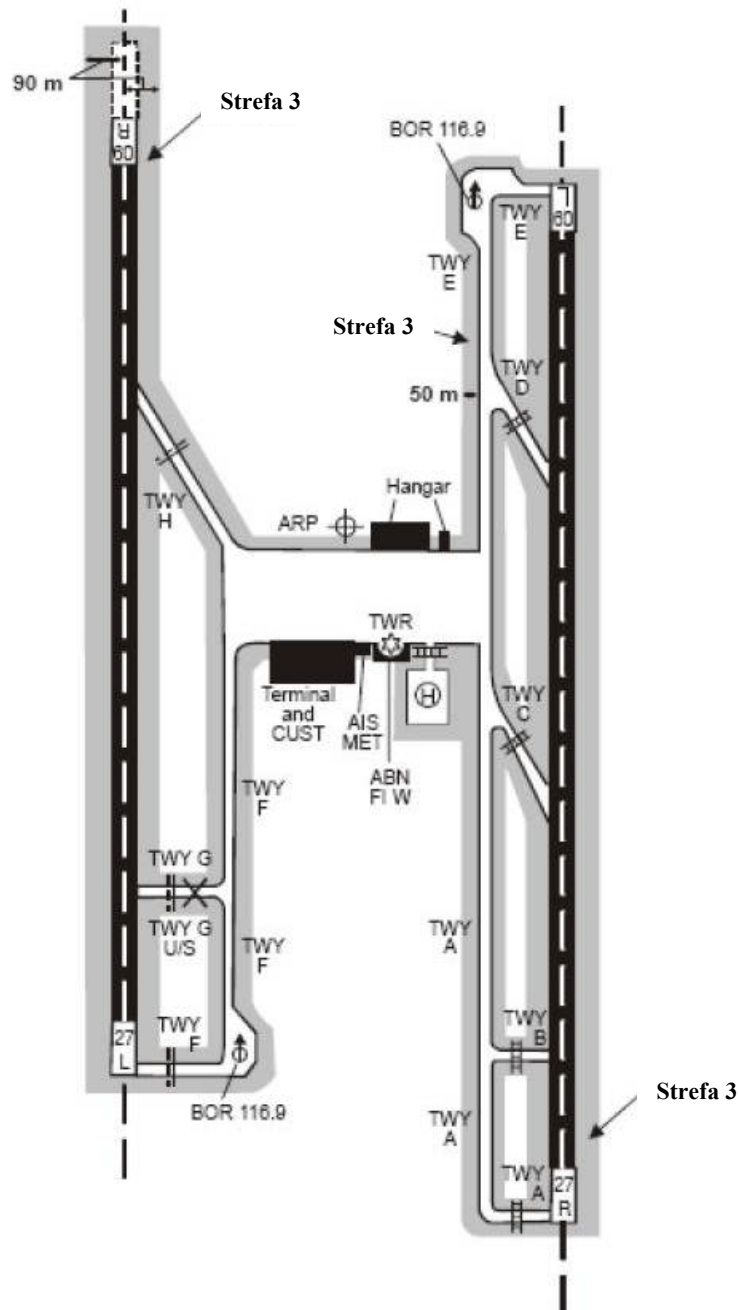 90 m
Strefa 3
09
R
BOR 116.9
09
L
TWY
E
TWY
E
Strefa 3
50 m
TWY
D
TWY
H
ARP
Hangar
TWR
H
Terminal
and
CUST
AIS
MET
ABN
Fl W
TWY
C
TWY
F
TWY G
TWY G
U/S
TWY
F
TWY
A
TWY
F
TWY
B
27
L
BOR 116.9
Strefa 3
TWY
A
TWY
A
27
R